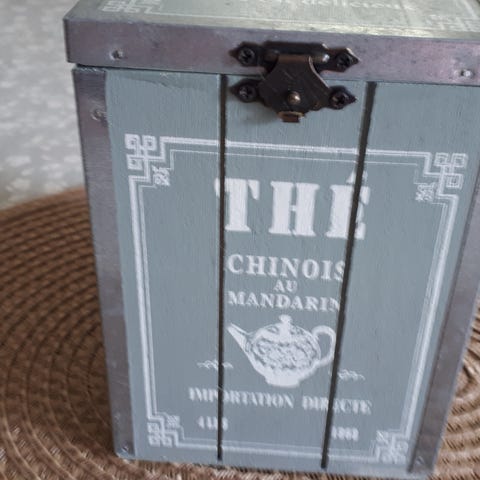 THÉ
CHINOIS
AU
MANDARIN
IMPORTATION DIRECTE